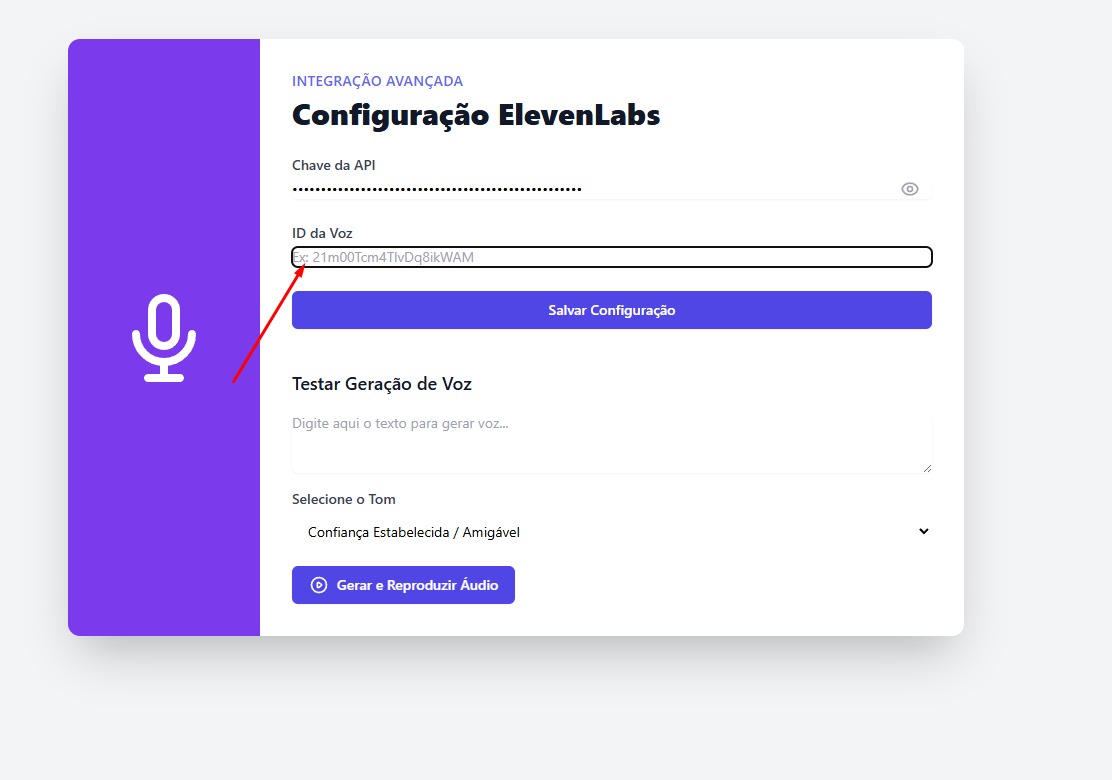 INTEGRAÇÃO AVANÇADA
Configuração ElevenLabs
Chave da API
••••••••••••••••••••••••••••••••••••••••••••••••••••
ID da Voz
Ex: 21m00Tcm4TlvDq8ikWAM
Salvar Configuração
Testar Geração de Voz
Digite aqui o texto para gerar voz...
Selecione o Tom
Confiança Estabelecida / Amigável
Gerar e Reproduzir Áudio